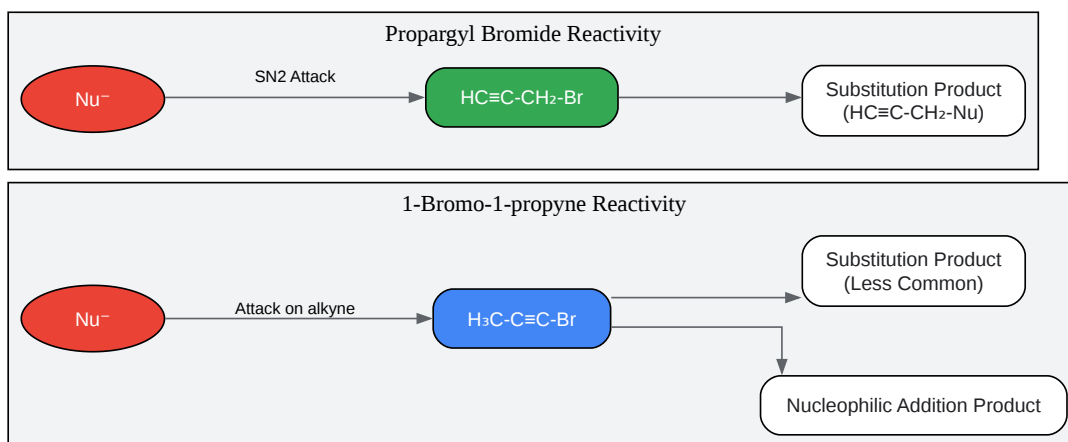 Propargyl Bromide Reactivity
Nu⁻
SN2 Attack
HC≡C-CH₂-Br
Substitution Product
(HC≡C-CH₂-Nu)
1-Bromo-1-propyne Reactivity
Nu⁻
Attack on alkyne
H₃C-C≡C-Br
Substitution Product
(Less Common)
Nucleophilic Addition Product